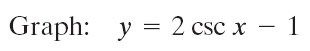 Graph: y = 2 csc x − 1